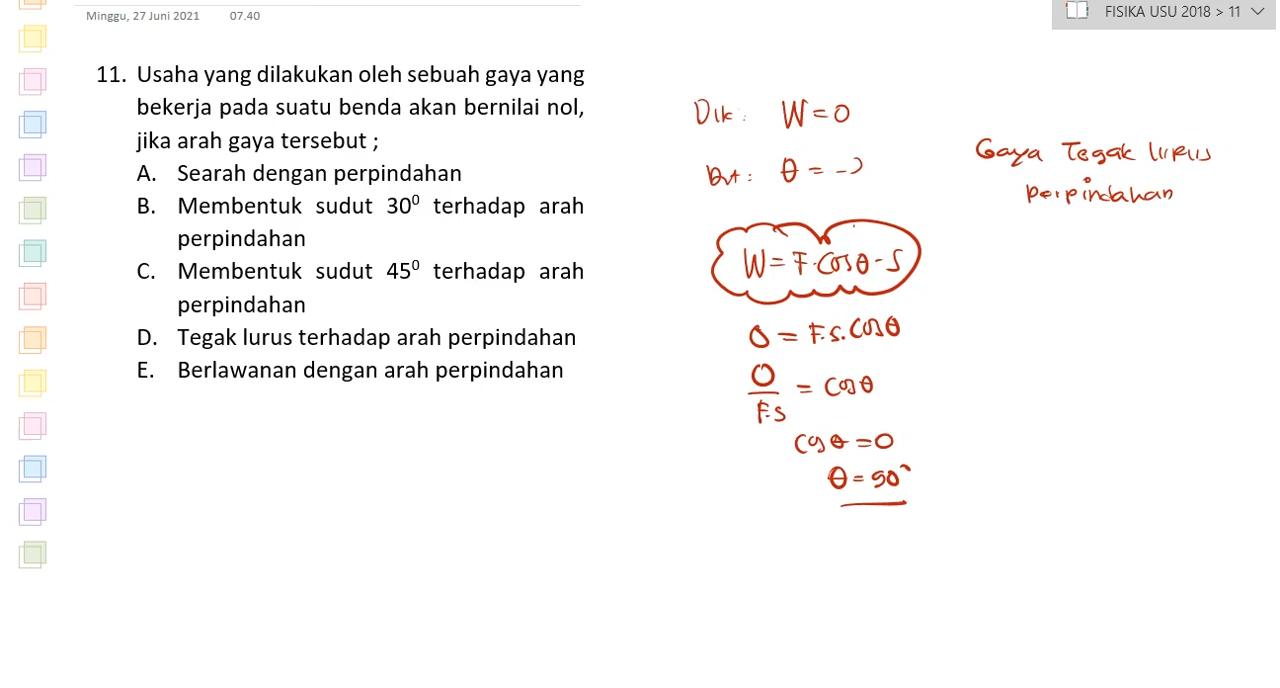 Minggu, 27 Juni 2021 07.40
FISIKA USU 2018 > 11
11. Usaha yang dilakukan oleh sebuah gaya yang
bekerja pada suatu benda akan bernilai nol,
jika arah gaya tersebut ;
A. Searah dengan perpindahan
B. Membentuk sudut 30⁰ terhadap arah
perpindahan
C. Membentuk sudut 45⁰ terhadap arah
perpindahan
D. Tegak lurus terhadap arah perpindahan
E. Berlawanan dengan arah perpindahan
Dik: W = 0
θ =
W = F·cosθ·S
0 = F.S.Cosθ
0
= cosθ
F.S
Cosθ = 0
θ = 90°
Gaya Tegak lurus
perpindahan